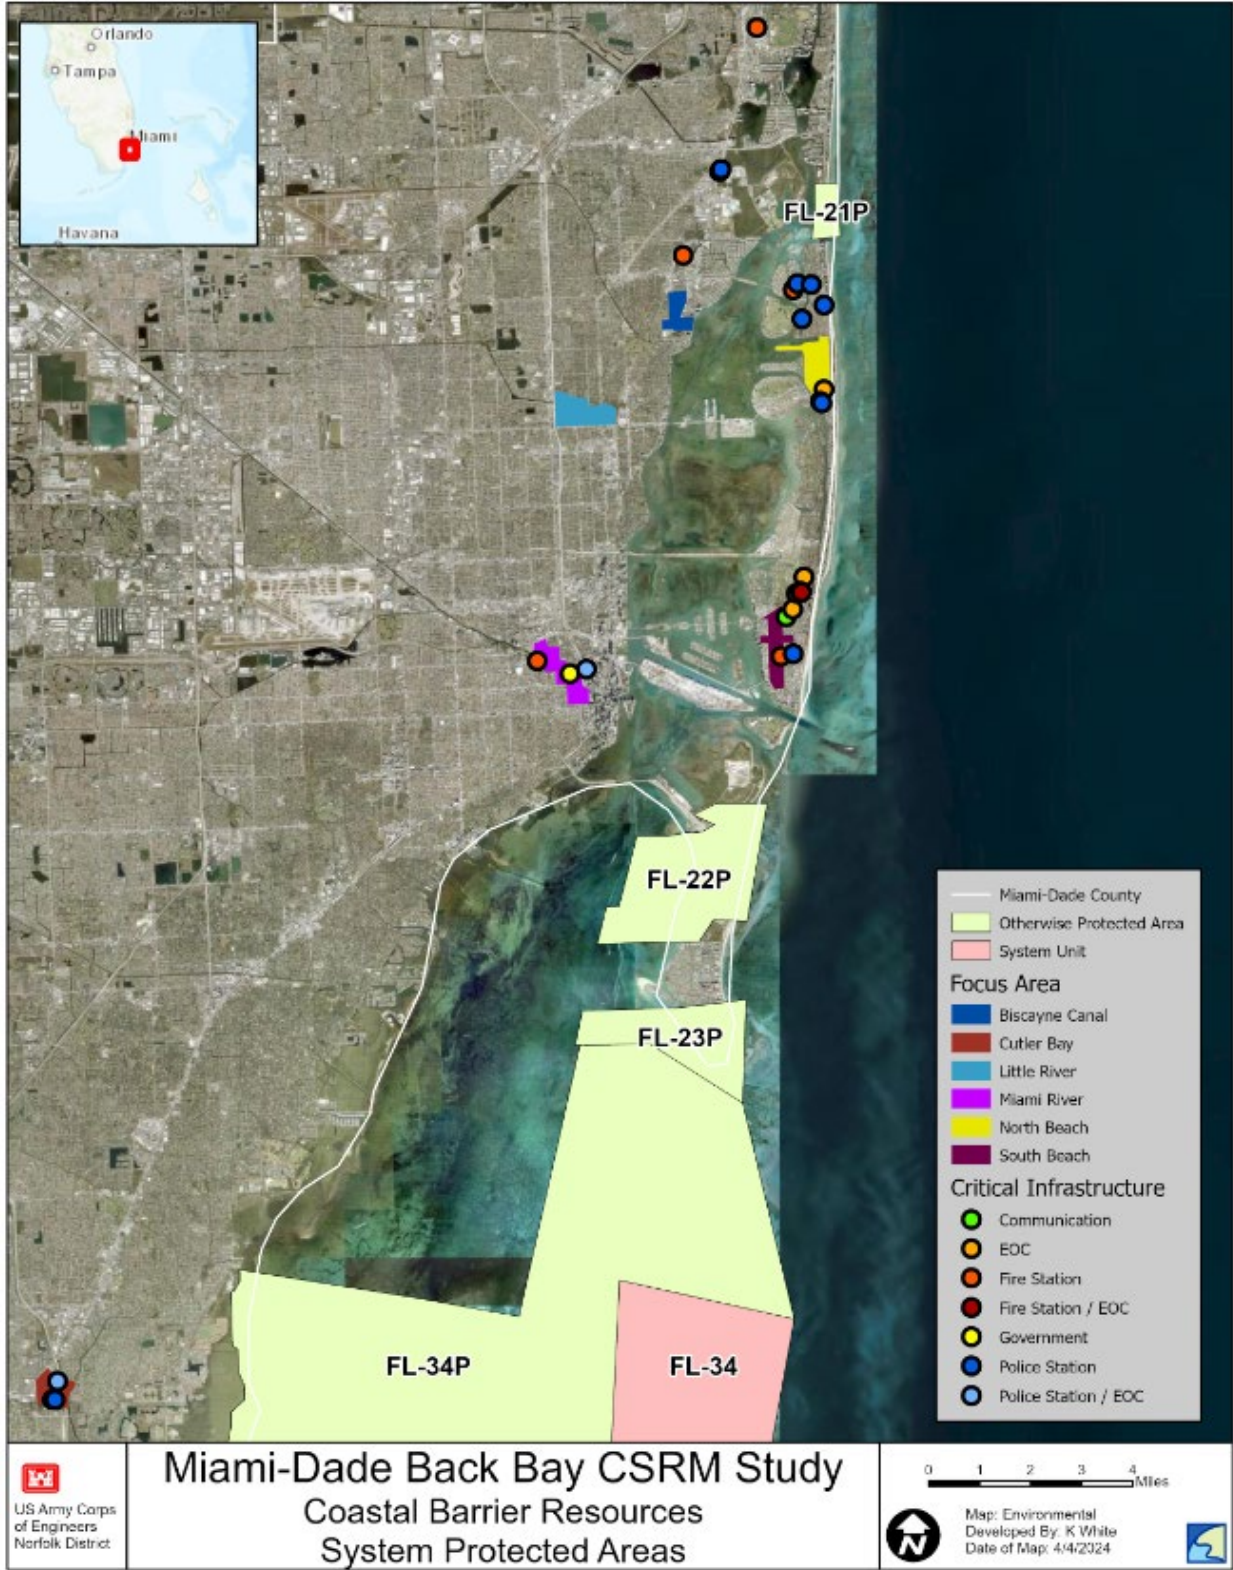 Orlando
Tampa
Miami
Havana
FL-21P
FL-22P
FL-23P
FL-34P
FL-34
Miami-Dade County
Otherwise Protected Area
System Unit
Focus Area
Biscayne Canal
Cutler Bay
Little River
Miami River
North Beach
South Beach
Critical Infrastructure
Communication
EOC
Fire Station
Fire Station / EOC
Government
Police Station
Police Station / EOC
US Army Corps
of Engineers
Norfolk District
Miami-Dade Back Bay CSRM Study
Coastal Barrier Resources
System Protected Areas
0 1 2 3 4
Miles
N
Map: Environmental
Developed By: K White
Date of Map: 4/4/2024